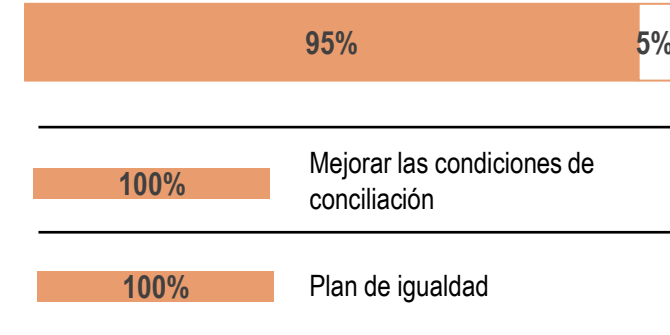 95% 5%
100% Mejorar las condiciones de
conciliación
100% Plan de igualdad